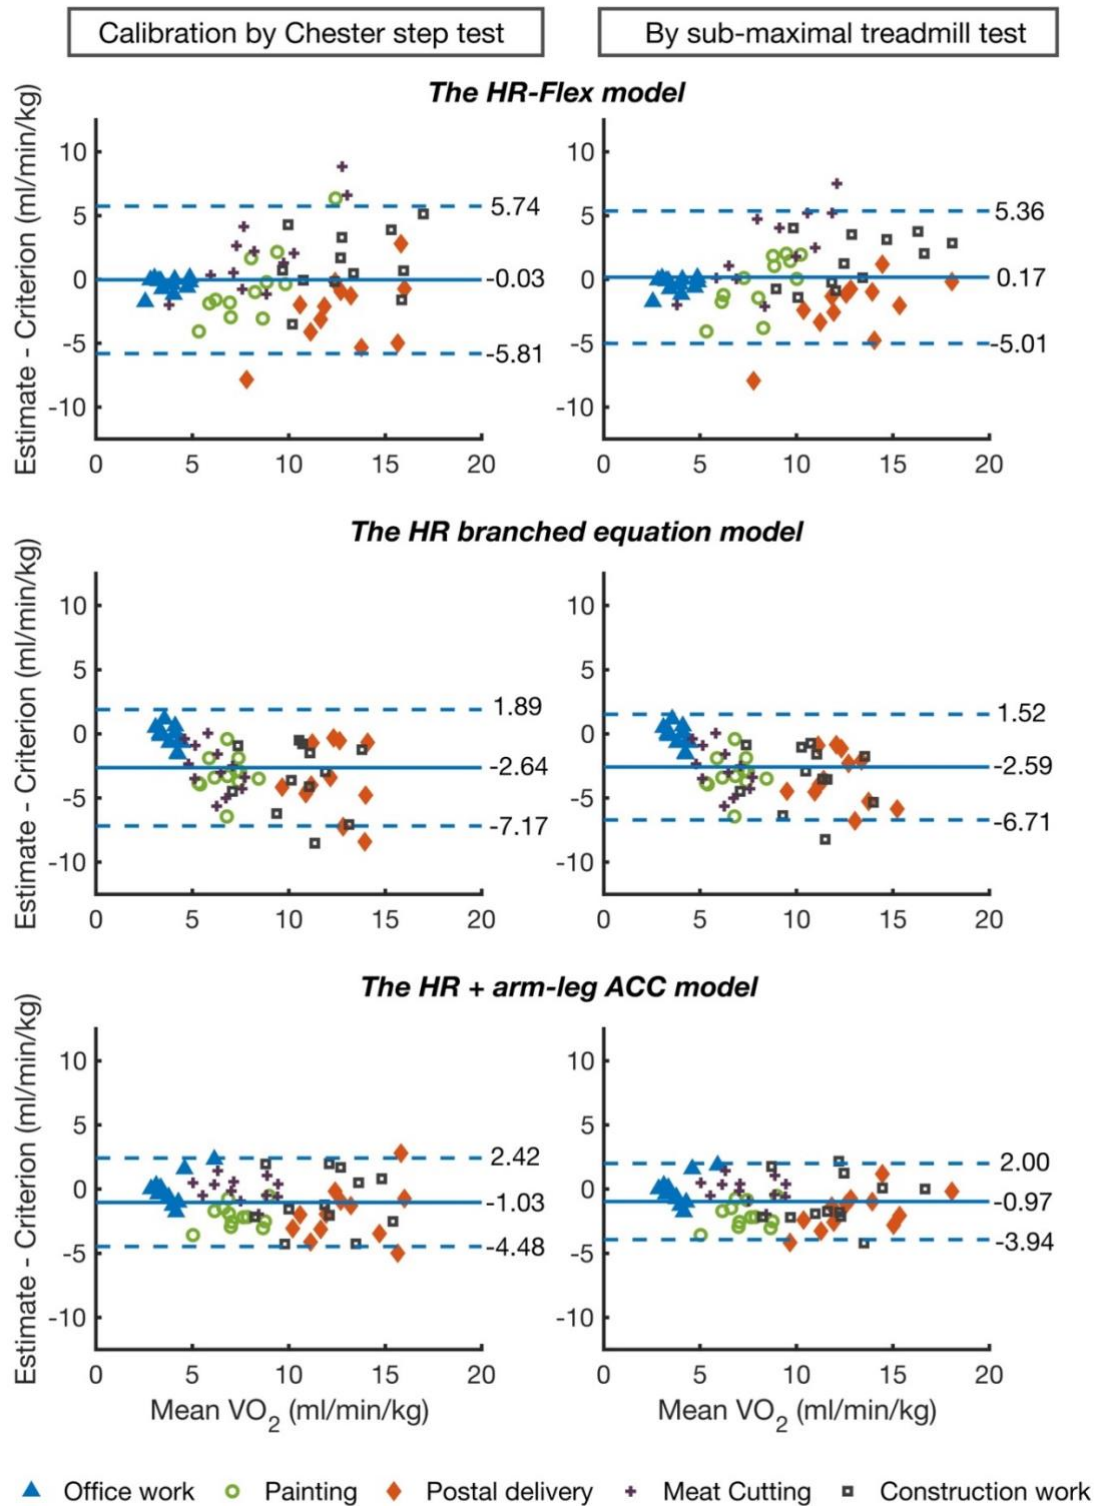 Calibration by Chester step test
By sub-maximal treadmill test
The HR-Flex model
Estimate - Criterion (ml/min/kg)
10
5
0
-5
-10
0 5 10 15 20
5.74
-0.03
-5.81
10
5
0
-5
-10
0 5 10 15 20
5.36
0.17
-5.01
The HR branched equation model
Estimate - Criterion (ml/min/kg)
10
5
0
-5
-10
0 5 10 15 20
1.89
-2.64
-7.17
10
5
0
-5
-10
0 5 10 15 20
1.52
-2.59
-6.71
The HR + arm-leg ACC model
Estimate - Criterion (ml/min/kg)
10
5
0
-5
-10
0 5 10 15 20
2.42
-1.03
-4.48
Mean VO2 (ml/min/kg)
10
5
0
-5
-10
0 5 10 15 20
2.00
-0.97
-3.94
Mean VO2 (ml/min/kg)
Office work Painting Postal delivery Meat Cutting Construction work